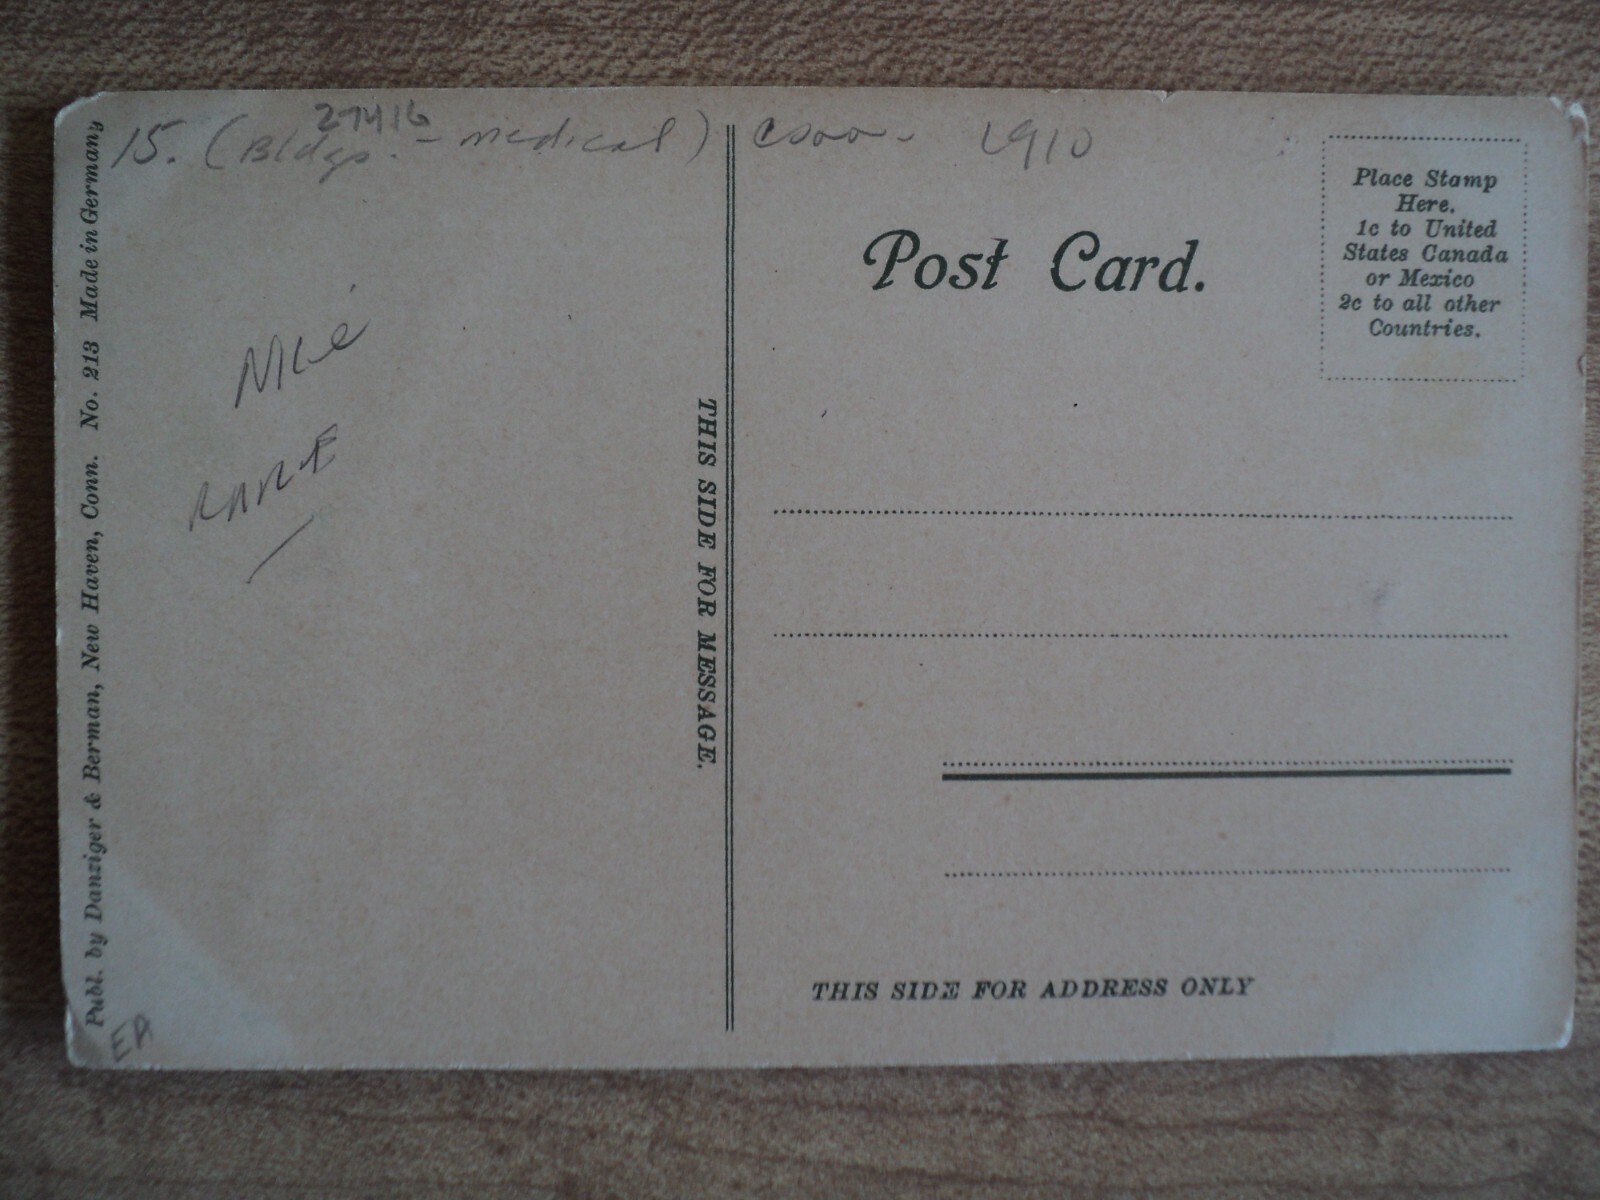 27416
15. (Bldgs. - medical) 1910
Post Card.
Place Stamp
Here.
1c to United
States Canada
or Mexico
2c to all other
Countries.
Nice
RARE
THIS SIDE FOR MESSAGE.
THIS SIDE FOR ADDRESS ONLY
Publ. by Danziger & Berman, New Haven, Conn. No. 213 Made in Germany